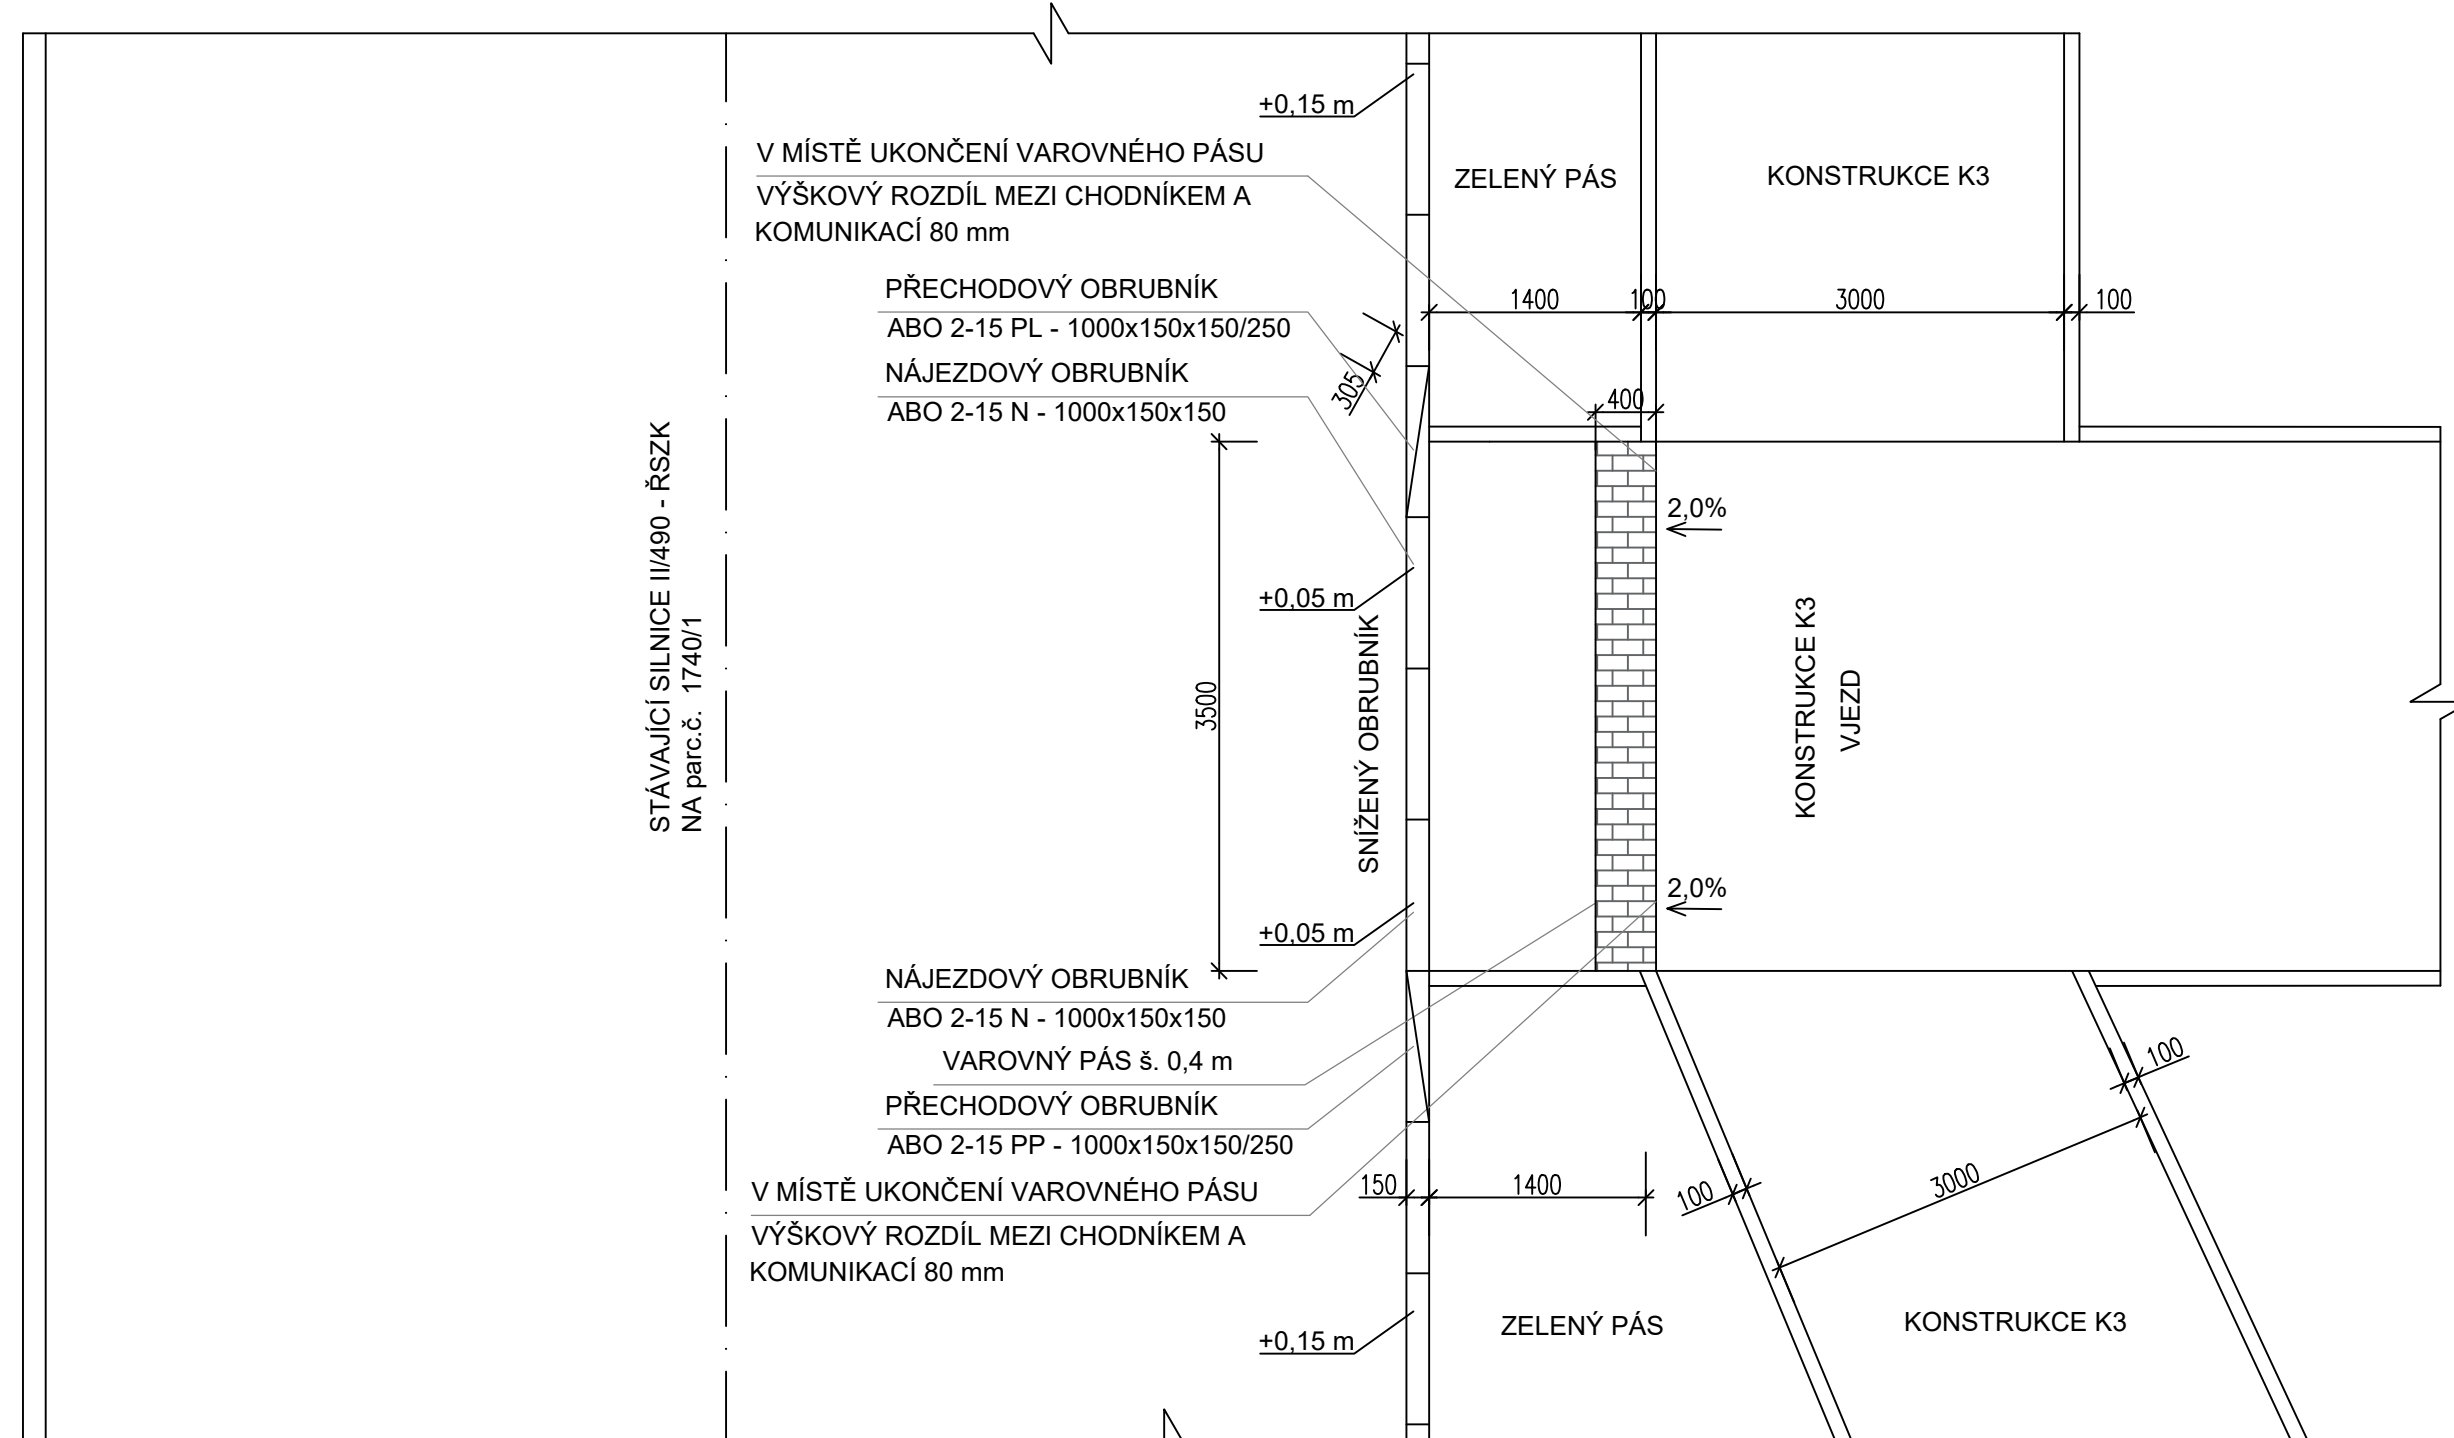 +0,15 m
V MÍSTĚ UKONČENÍ VAROVNÉHO PÁSU
VÝŠKOVÝ ROZDÍL MEZI CHODNÍKEM A
KOMUNIKACÍ 80 mm
ZELENÝ PÁS
KONSTRUKCE K3
PŘECHODOVÝ OBRUBNÍK
ABO 2-15 PL - 1000x150x150/250
1400
100
3000
100
NÁJEZDOVÝ OBRUBNÍK
ABO 2-15 N - 1000x150x150
305
400
STÁVAJÍCÍ SILNICE II/490 - ŘSZK
NA parc.č. 1740/1
2,0%
+0,05 m
3500
SNÍŽENÝ OBRUBNÍK
KONSTRUKCE K3
VJEZD
2,0%
+0,05 m
NÁJEZDOVÝ OBRUBNÍK
ABO 2-15 N - 1000x150x150
VAROVNÝ PÁS š. 0,4 m
PŘECHODOVÝ OBRUBNÍK
ABO 2-15 PP - 1000x150x150/250
100
150
1400
100
3000
V MÍSTĚ UKONČENÍ VAROVNÉHO PÁSU
VÝŠKOVÝ ROZDÍL MEZI CHODNÍKEM A
KOMUNIKACÍ 80 mm
+0,15 m
ZELENÝ PÁS
KONSTRUKCE K3